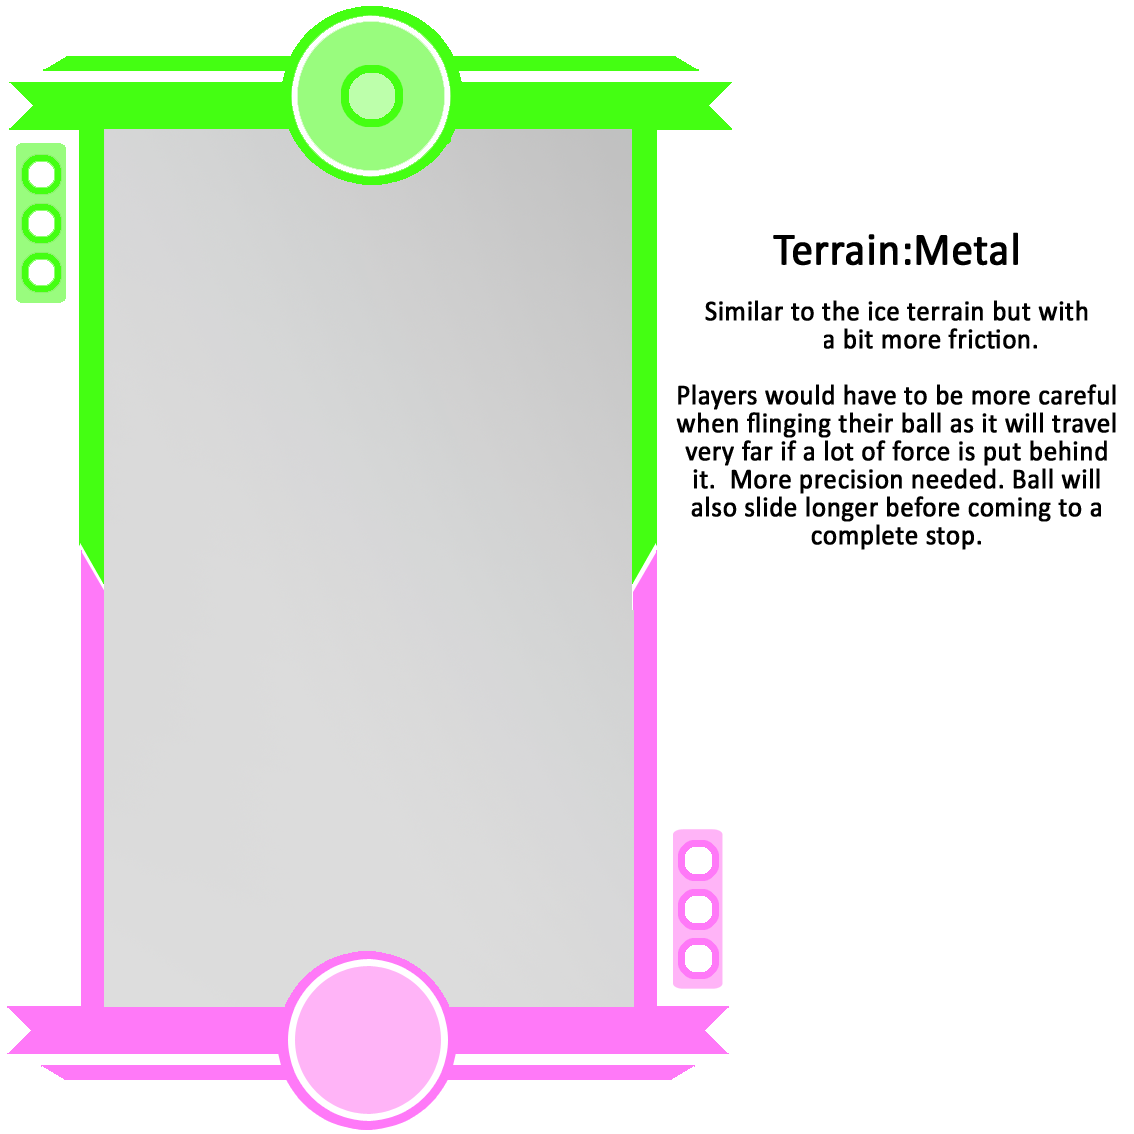 Terrain:Metal
Similar to the ice terrain but with
a bit more friction.
Players would have to be more careful
when flinging their ball as it will travel
very far if a lot of force is put behind
it.  More precision needed. Ball will
also slide longer before coming to a
complete stop.